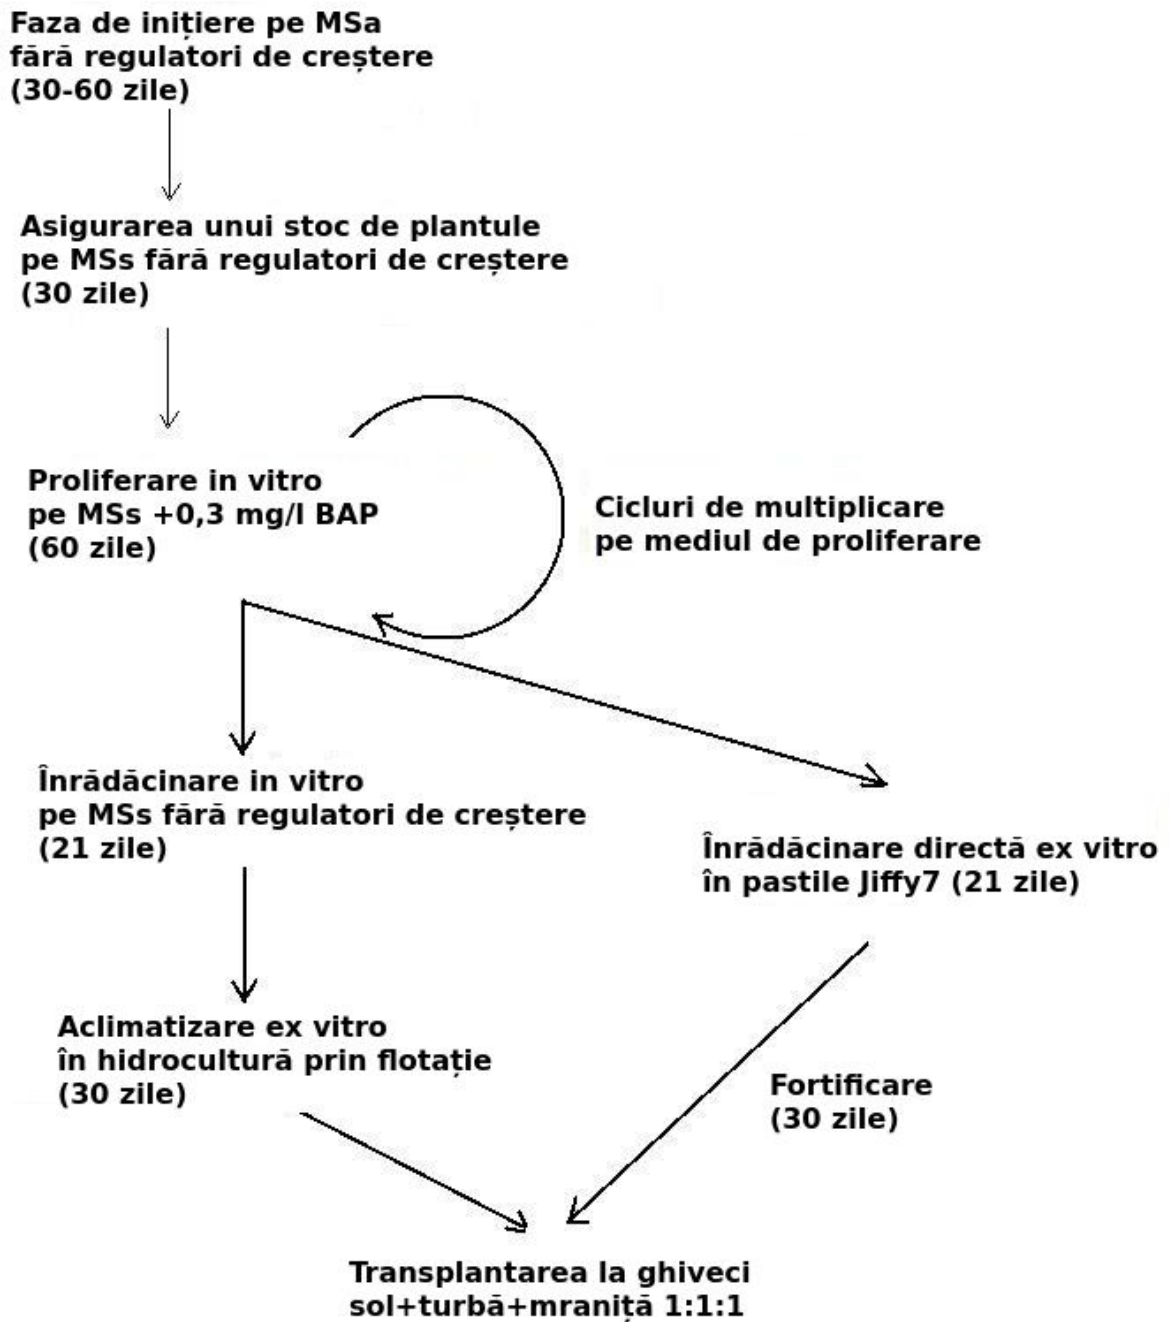 Faza de inițiere pe MSa
fără regulatori de creștere
(30-60 zile)
Asigurarea unui stoc de plantule
pe MSs fără regulatori de creștere
(30 zile)
Proliferare in vitro
pe MSs +0,3 mg/l BAP
(60 zile)
Cicluri de multiplicare
pe mediul de proliferare
Înrădăcinare in vitro
pe MSs fără regulatori de creștere
(21 zile)
Înrădăcinare directă ex vitro
în pastile Jiffy7 (21 zile)
Aclimatizare ex vitro
în hidrocultură prin flotație
(30 zile)
Fortificare
(30 zile)
Transplantarea la ghiveci
sol+turbă+mraniță 1:1:1